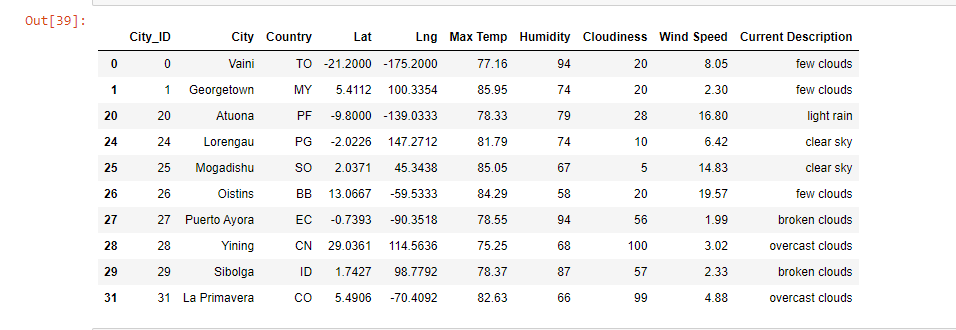 Out[39]:
City_ID City Country Lat Lng Max Temp Humidity Cloudiness Wind Speed Current Description
0 0 Vaini TO -21.2000 -175.2000 77.16 94 20 8.05 few clouds
1 1 Georgetown MY 5.4112 100.3354 85.95 74 20 2.30 few clouds
20 20 Atuona PF -9.8000 -139.0333 78.33 79 28 16.80 light rain
24 24 Lorengau PG -2.0226 147.2712 81.79 74 10 6.42 clear sky
25 25 Mogadishu SO 2.0371 45.3438 85.05 67 5 14.83 clear sky
26 26 Oistins BB 13.0667 -59.5333 84.29 58 20 19.57 few clouds
27 27 Puerto Ayora EC -0.7393 -90.3518 78.55 94 56 1.99 broken clouds
28 28 Yining CN 29.0361 114.5636 75.25 68 100 3.02 overcast clouds
29 29 Sibolga ID 1.7427 98.7792 78.37 87 57 2.33 broken clouds
31 31 La Primavera CO 5.4906 -70.4092 82.63 66 99 4.88 overcast clouds